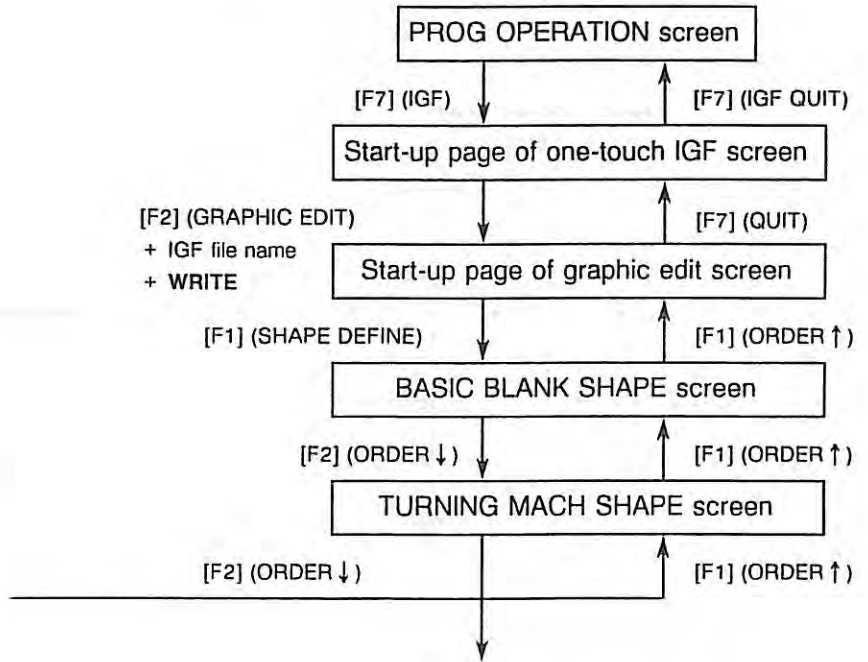 PROG OPERATION screen
[F7] (IGF)
[F7] (IGF QUIT)
Start-up page of one-touch IGF screen
[F2] (GRAPHIC EDIT)
+ IGF file name
+ WRITE
[F7] (QUIT)
Start-up page of graphic edit screen
[F1] (SHAPE DEFINE)
[F1] (ORDER ↑)
BASIC BLANK SHAPE screen
[F2] (ORDER ↓)
[F1] (ORDER ↑)
TURNING MACH SHAPE screen
[F2] (ORDER ↓)
[F1] (ORDER ↑)